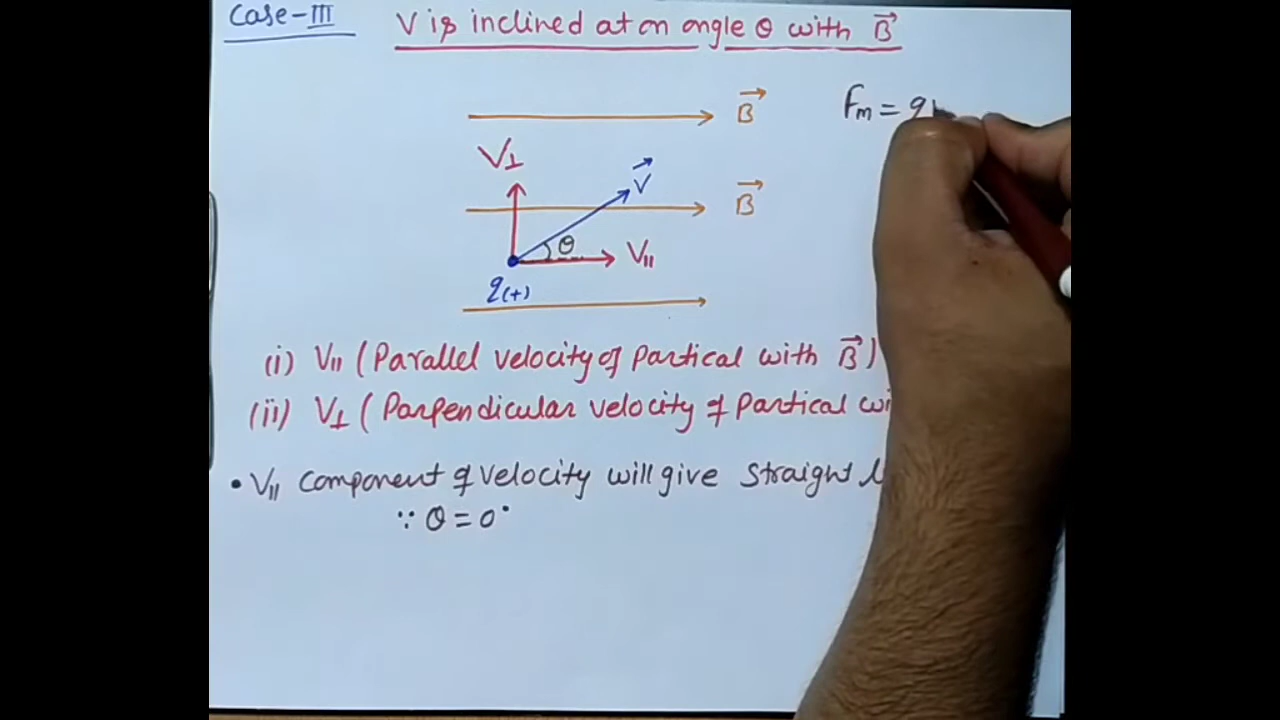 Case-III
V is inclined at an angle θ with B⃗
B⃗
Fm = q
V⊥
V⃗
B⃗
θ
V||
q(+)
(i) V|| (Parallel velocity of Partical with B⃗)
(ii) V⊥ (Parpendicular velocity of Partical
• V|| Component of velocity will give Straight
∵ θ = 0°